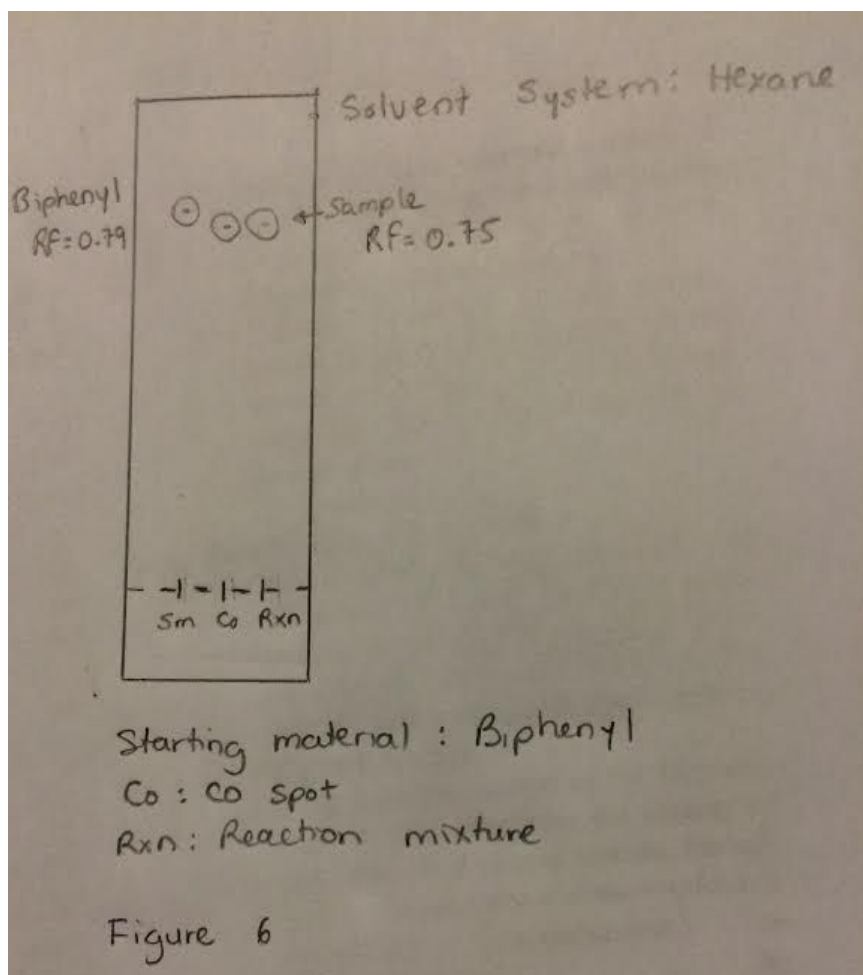 Solvent System: Hexane
Biphenyl
Rf=0.79
Sample
Rf= 0.75
Sm Co Rxn
Starting material : Biphenyl
Co : co spot
Rxn: Reaction mixture
Figure 6